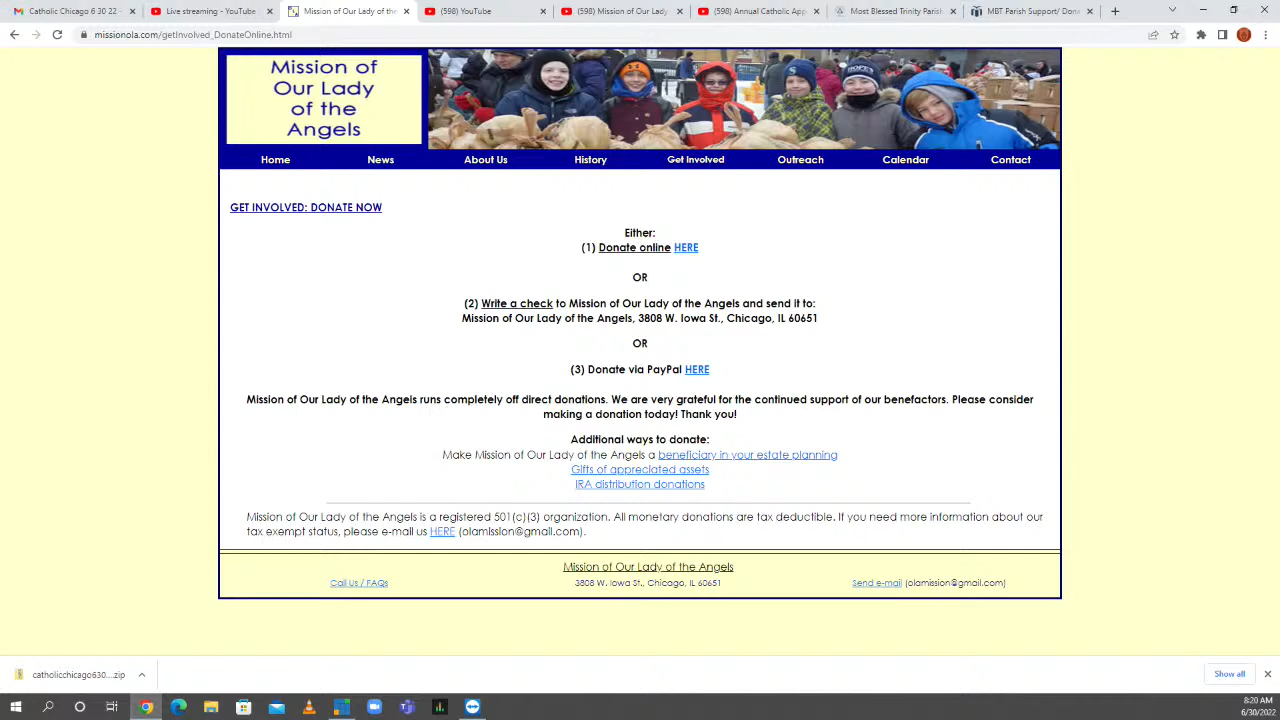 Catholic Chicago 6 30 22 -
Live streaming - YouTube
Mission of Our Lady of the
(598) YouTube
(598) Mission of Our Lady
(598) Annual Catholic App
Most Blessed Trinity Parish
MBT Parish Support/ Don
missionola.com/getInvolved_DonateOnline.html
Mission of
Our Lady
of the
Angels
Home News About Us History Get Involved Outreach Calendar Contact
GET INVOLVED: DONATE NOW
Either:
(1) Donate online HERE
OR
(2) Write a check to Mission of Our Lady of the Angels and send it to:
Mission of Our Lady of the Angels, 3808 W. Iowa St., Chicago, IL 60651
OR
(3) Donate via PayPal HERE
Mission of Our Lady of the Angels runs completely off direct donations. We are very grateful for the continued support of our benefactors. Please consider
making a donation today! Thank you!
Additional ways to donate:
Make Mission of Our Lady of the Angels a beneficiary in your estate planning
Gifts of appreciated assets
IRA distribution donations
Mission of Our Lady of the Angels is a registered 501(c)(3) organization. All monetary donations are tax deductible. If you need more information about our
tax exempt status, please e-mail us HERE (olamission@gmail.com).
Mission of Our Lady of the Angels
Call Us / FAQs 3808 W. Iowa St., Chicago, IL 60651 Send e-mail (olamission@gmail.com)
catholicchicago630....zip
Show all
8:20 AM
6/30/2022